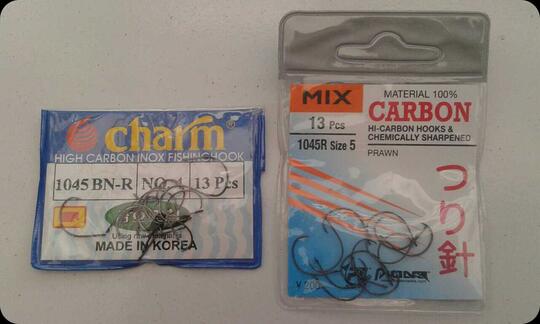 charm
HIGH CARBON INOX FISHINGHOOK
1045 BN-R NO 13 Pcs
MADE IN KOREA
MIX
13 Pcs
1045R Size 5
MATERIAL 100%
CARBON
HI-CARBON HOOKS &
CHEMICALLY SHARPENED
PRAWN
つり針